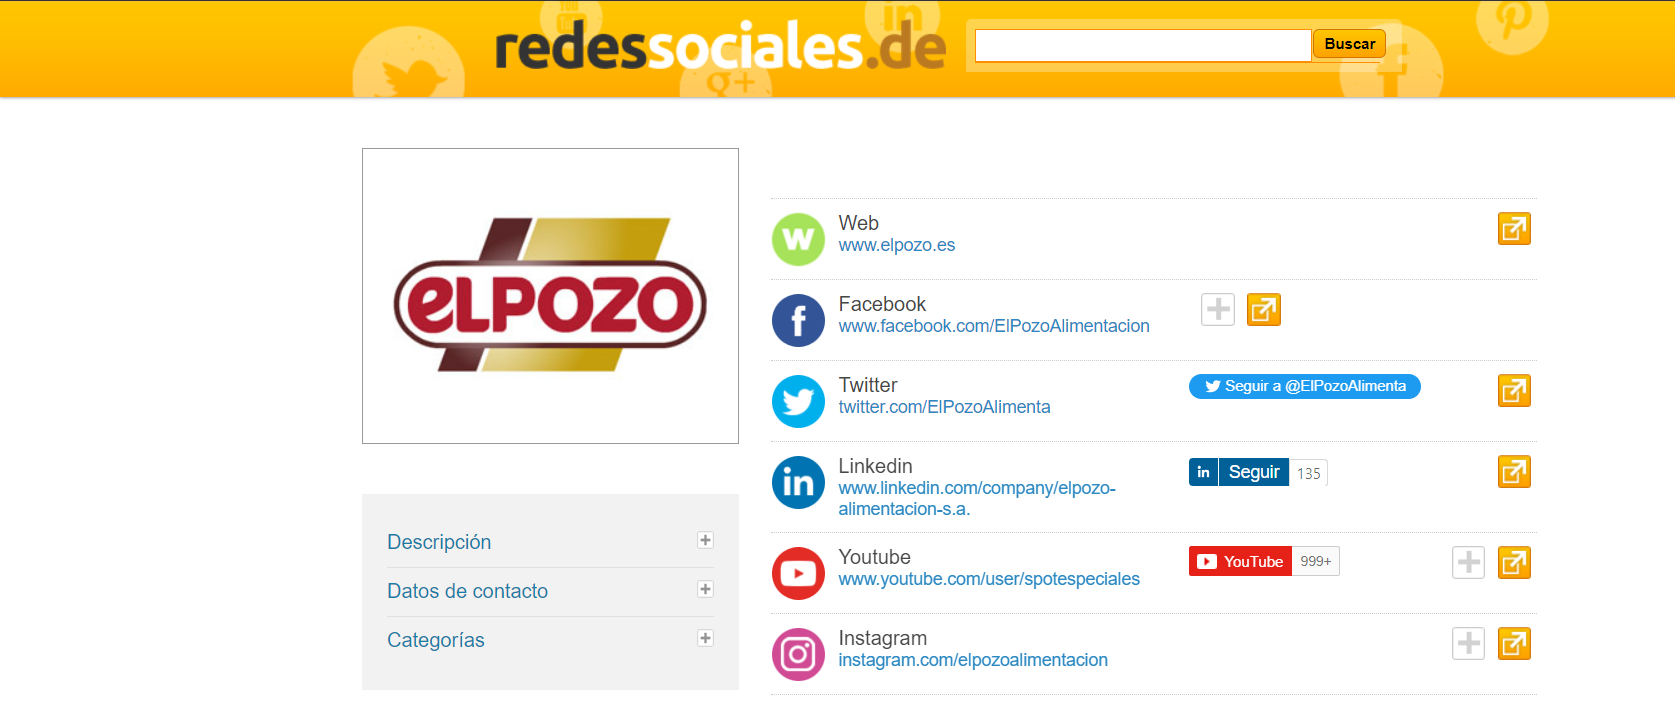 redessociales.de
Buscar
elPOZO
Web
www.elpozo.es
Facebook
www.facebook.com/ElPozoAlimentacion
Twitter
twitter.com/ElPozoAlimenta
Seguir a @ElPozoAlimenta
Linkedin
www.linkedin.com/company/elpozo-
alimentacion-s.a.
in Seguir 135
Youtube
www.youtube.com/user/spotespeciales
YouTube 999+
Instagram
instagram.com/elpozoalimentacion
Descripción
Datos de contacto
Categorías